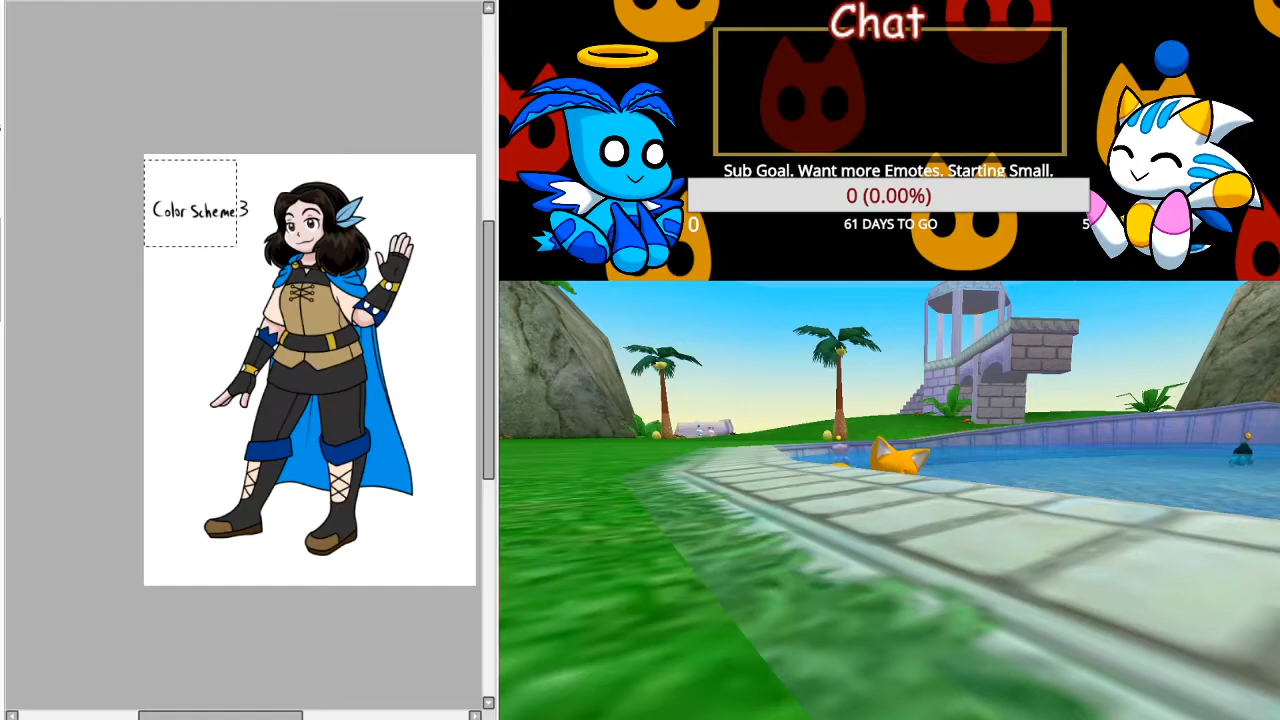 Color Scheme 3
Chat
Sub Goal. Want more Emotes. Starting Small.
0 (0.00%)
0
61 DAYS TO GO
5